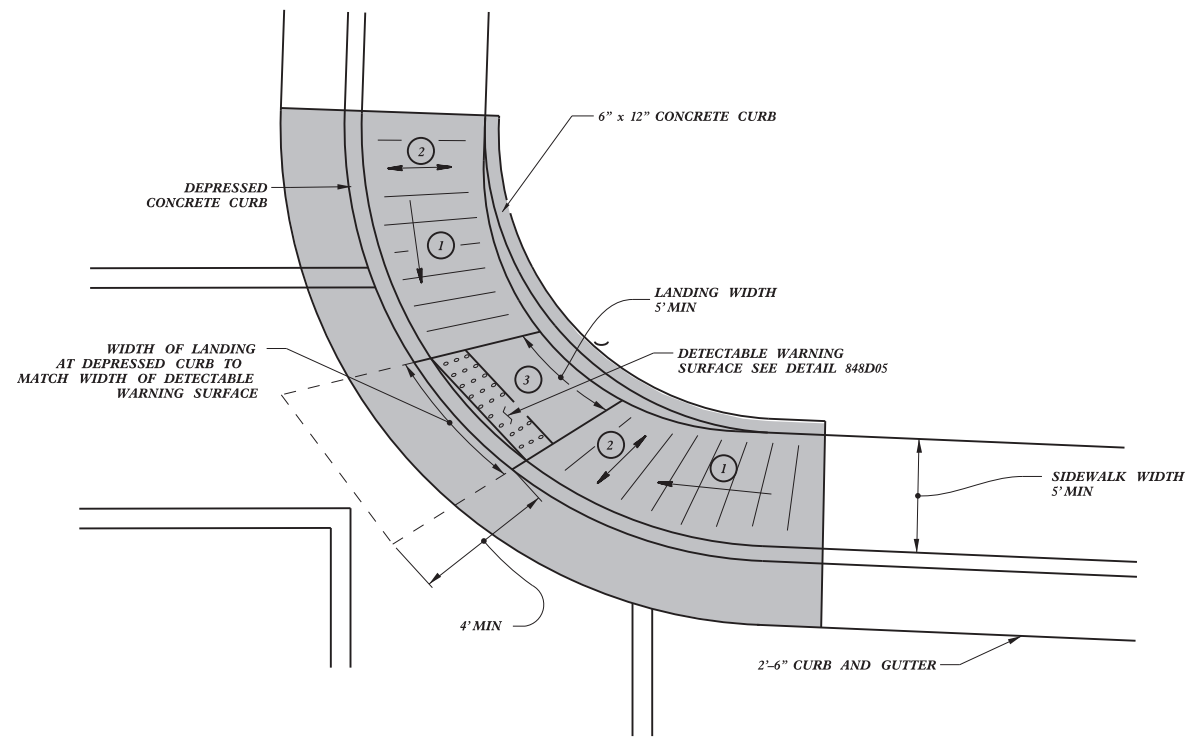 6” x 12” CONCRETE CURB
2
DEPRESSED
CONCRETE CURB
1
LANDING WIDTH
5’ MIN
WIDTH OF LANDING
AT DEPRESSED CURB TO
MATCH WIDTH OF DETECTABLE
WARNING SURFACE
DETECTABLE WARNING
SURFACE SEE DETAIL 848D05
3
2
1
SIDEWALK WIDTH
5’ MIN
4’ MIN
2’–6” CURB AND GUTTER